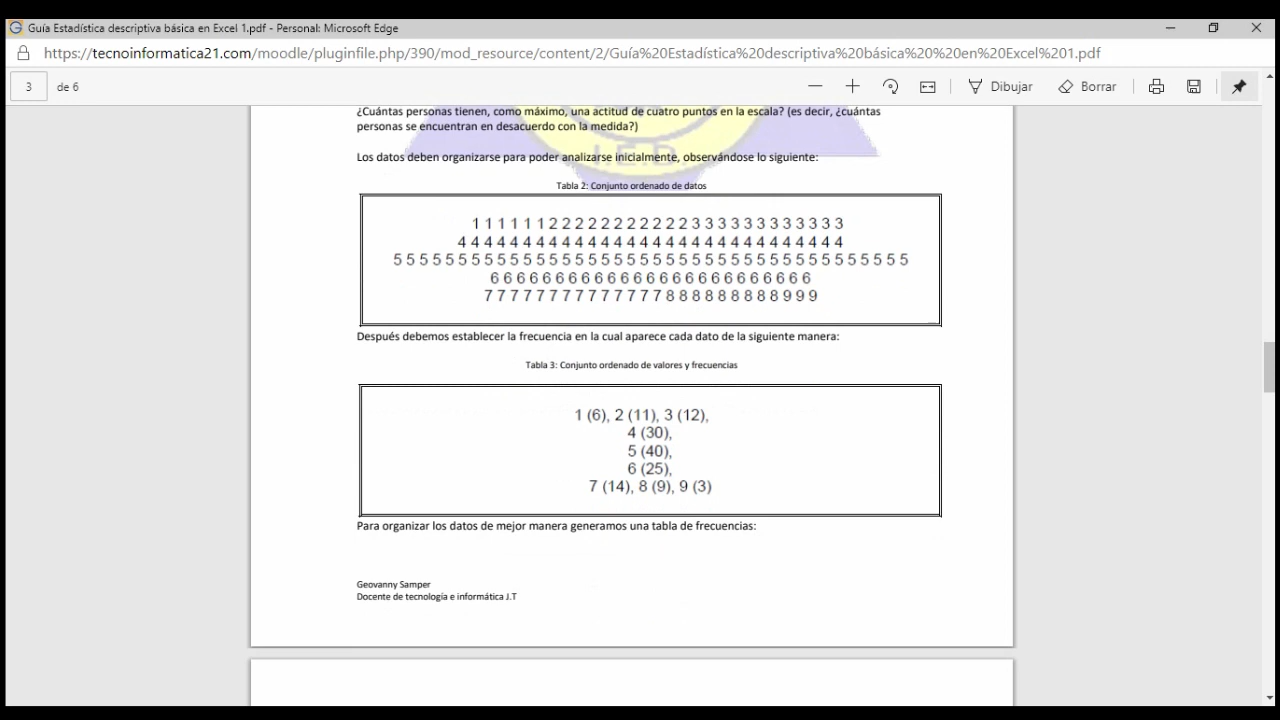 Guía Estadística descriptiva básica en Excel 1.pdf - Personal: Microsoft Edge
https://tecnoinformatica21.com/moodle/pluginfile.php/390/mod_resource/content/2/Guía%20Estadística%20descriptiva%20básica%20%20en%20Excel%201.pdf
3 de 6 Dibujar Borrar
¿Cuántas personas tienen, como máximo, una actitud de cuatro puntos en la escala? (es decir, ¿cuántas
personas se encuentran en desacuerdo con la medida?)
I.E.D.
Los datos deben organizarse para poder analizarse inicialmente, observándose lo siguiente:
Tabla 2: Conjunto ordenado de datos
1 1 1 1 1 1 2 2 2 2 2 2 2 2 2 2 2 3 3 3 3 3 3 3 3 3 3 3 3
4 4 4 4 4 4 4 4 4 4 4 4 4 4 4 4 4 4 4 4 4 4 4 4 4 4 4 4 4 4
5 5 5 5 5 5 5 5 5 5 5 5 5 5 5 5 5 5 5 5 5 5 5 5 5 5 5 5 5 5 5 5 5 5 5 5 5 5 5 5
6 6 6 6 6 6 6 6 6 6 6 6 6 6 6 6 6 6 6 6 6 6 6 6 6
7 7 7 7 7 7 7 7 7 7 7 7 7 7 8 8 8 8 8 8 8 8 8 9 9 9
Después debemos establecer la frecuencia en la cual aparece cada dato de la siguiente manera:
Tabla 3: Conjunto ordenado de valores y frecuencias
1 (6), 2 (11), 3 (12),
4 (30),
5 (40),
6 (25),
7 (14), 8 (9), 9 (3)
Para organizar los datos de mejor manera generamos una tabla de frecuencias:
Geovanny Samper
Docente de tecnología e informática J.T